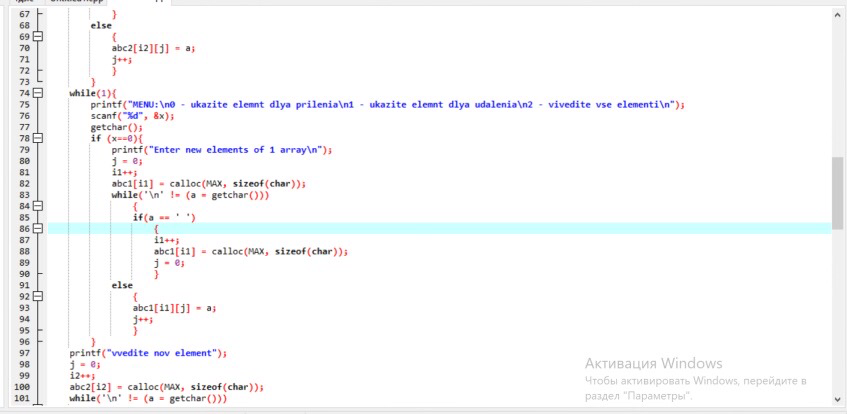 67 }
68 else
69 {
70 abc2[i2][j] = a;
71 j++;
72 }
73 }
74 while(1){
75 printf("MENU:\n0 - ukazite elemnt dlya prilenia\n1 - ukazite elemnt dlya udalenia\n2 - vivedite vse elementi\n");
76 scanf("%d", &x);
77 getchar();
78 if (x==0){
79 printf("Enter new elements of 1 array\n");
80 j = 0;
81 i1++;
82 abc1[i1] = calloc(MAX, sizeof(char));
83 while('\n' != (a = getchar()))
84 {
85 if(a == ' ')
86 {
87 i1++;
88 abc1[i1] = calloc(MAX, sizeof(char));
89 j = 0;
90 }
91 else
92 {
93 abc1[i1][j] = a;
94 j++;
95 }
96 }
97 printf("vvedite nov element");
98 j = 0;
99 i2++;
100 abc2[i2] = calloc(MAX, sizeof(char));
101 while('\n' != (a = getchar()))
Активация Windows
Чтобы активировать Windows, перейдите в
раздел "Параметры".